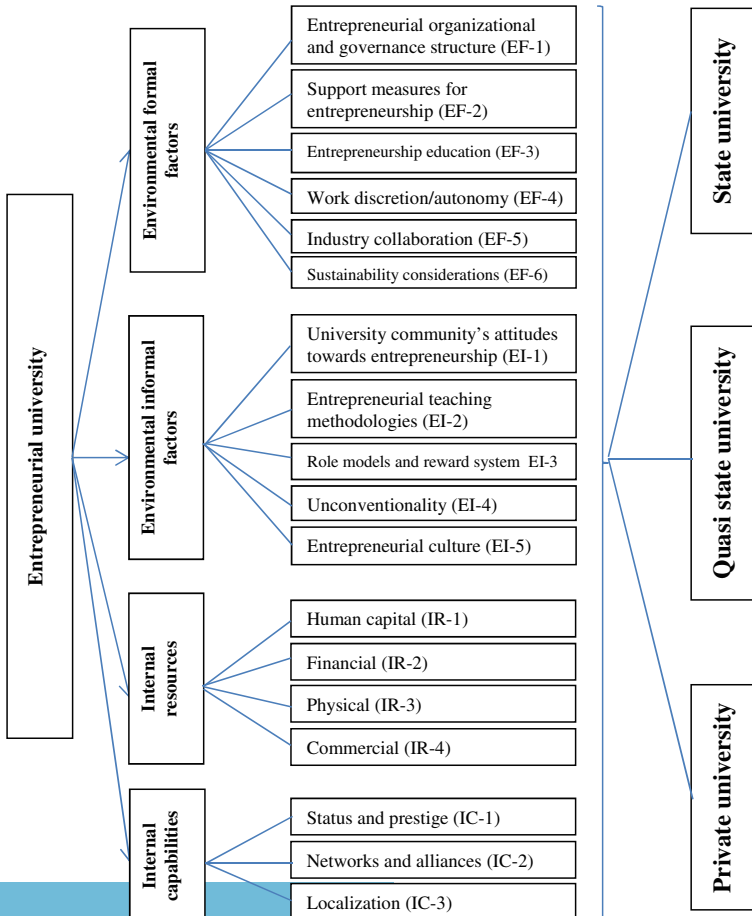 Entrepreneurial university
Environmental formal
factors
Entrepreneurial organizational
and governance structure (EF-1)
Support measures for
entrepreneurship (EF-2)
Entrepreneurship education (EF-3)
Work discretion/autonomy (EF-4)
Industry collaboration (EF-5)
Sustainability considerations (EF-6)
Environmental informal
factors
University community’s attitudes
towards entrepreneurship (EI-1)
Entrepreneurial teaching
methodologies (EI-2)
Role models and reward system EI-3
Unconventionality (EI-4)
Entrepreneurial culture (EI-5)
Internal
resources
Human capital (IR-1)
Financial (IR-2)
Physical (IR-3)
Commercial (IR-4)
Internal
capabilities
Status and prestige (IC-1)
Networks and alliances (IC-2)
Localization (IC-3)
State university
Quasi state university
Private university